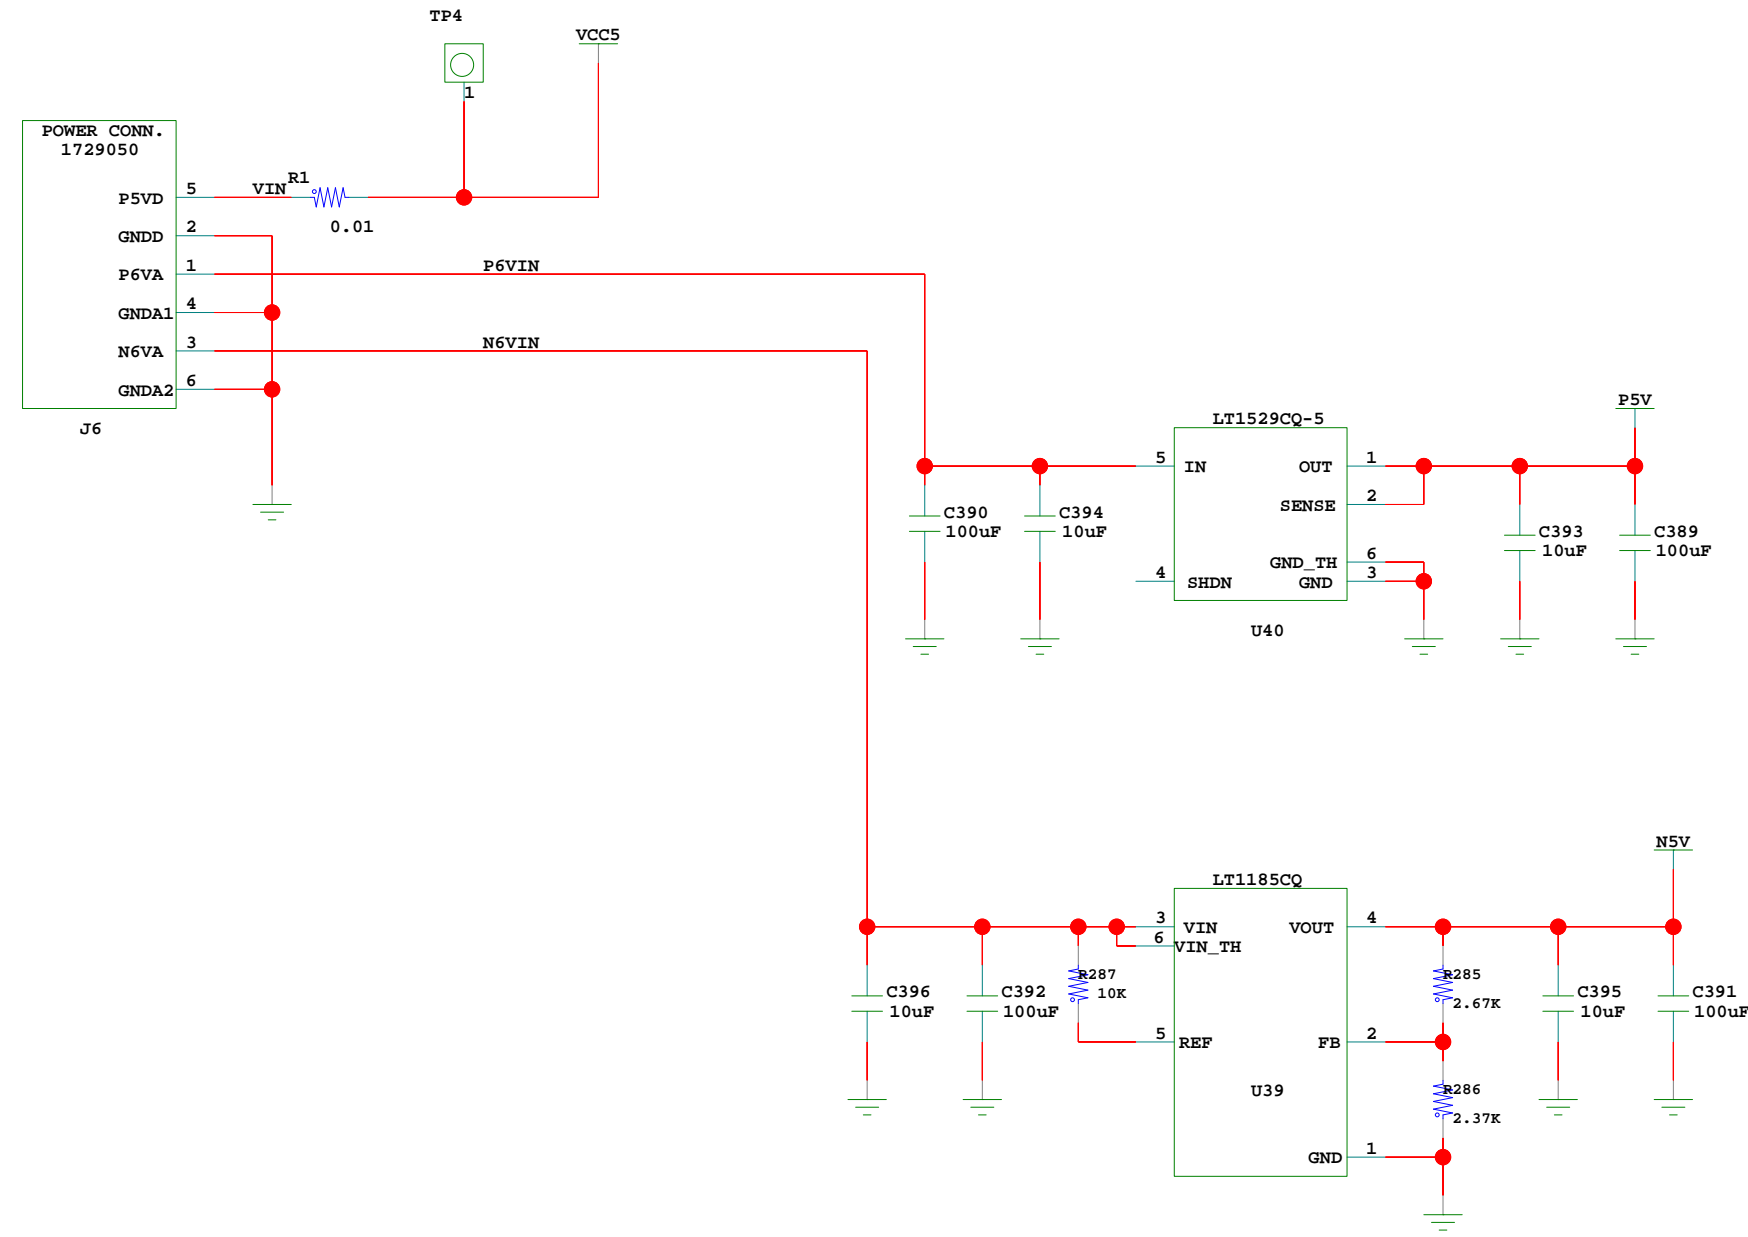 TP4
VCC5
1
POWER CONN.
1729050
P5VD 5 VIN R1
0.01
GNDD 2
P6VA 1 P6VIN
GNDA1 4
N6VA 3 N6VIN
GNDA2 6
J6
P5V
LT1529CQ-5
5 IN OUT 1
SENSE 2
C390
100uF
C394
10uF
C393
10uF
C389
100uF
GND_TH 6
4 SHDN GND 3
U40
N5V
LT1185CQ
3 VIN VOUT 4
6 VIN_TH
R287
10K
R285
2.67K
C396
10uF
C392
100uF
C395
10uF
C391
100uF
5 REF FB 2
U39
R286
2.37K
GND 1